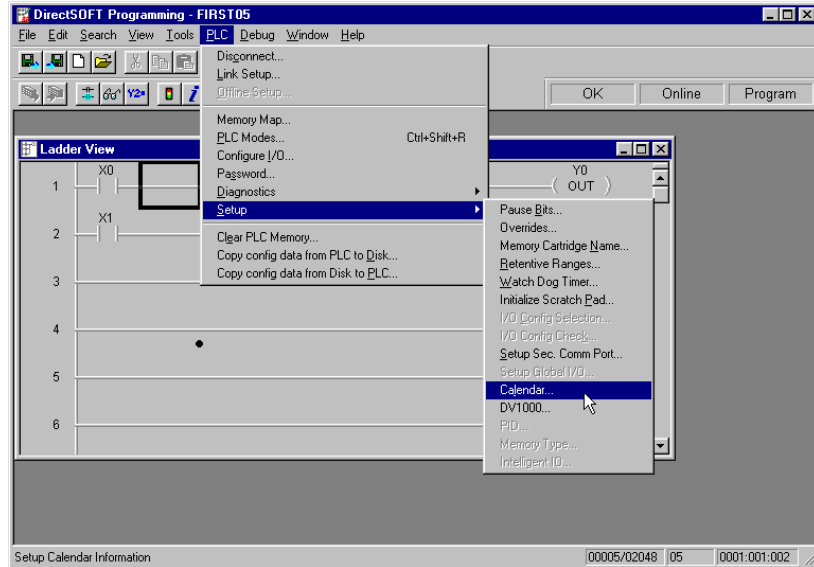 DirectSOFT Programming - FIRST05
File Edit Search View Tools PLC Debug Window Help
OK Online Program
Disconnect...
Link Setup...
Offline Setup...
Memory Map...
PLC Modes... Ctrl+Shift+R
Configure I/O...
Password...
Diagnostics
Setup
Clear PLC Memory...
Copy config data from PLC to Disk...
Copy config data from Disk to PLC...
Pause Bits...
Overrides...
Memory Cartridge Name...
Retentive Ranges...
Watch Dog Timer...
Initialize Scratch Pad...
I/O Config Selection...
I/O Config Check...
Setup Sec. Comm Port...
Setup Global I/O...
Calendar...
DV1000...
PID...
Memory Type...
Intelligent IO...
Ladder View
X0 Y0
1 OUT
X1
2
3
4
5
6
Setup Calendar Information 00005/02048 05 0001:001:002